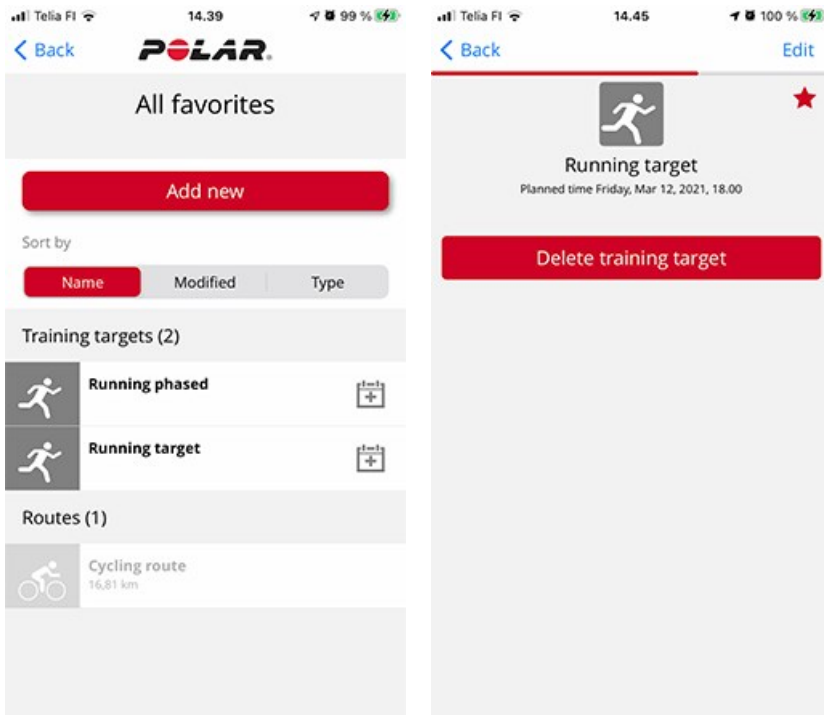 Telia FI 14.39 99 %
Back POLAR.
All favorites
Add new
Sort by
Name Modified Type
Training targets (2)
Running phased
Running target
Routes (1)
Cycling route
16,81 km
Telia FI 14.45 100 %
Back Edit
Running target
Planned time Friday, Mar 12, 2021, 18.00
Delete training target